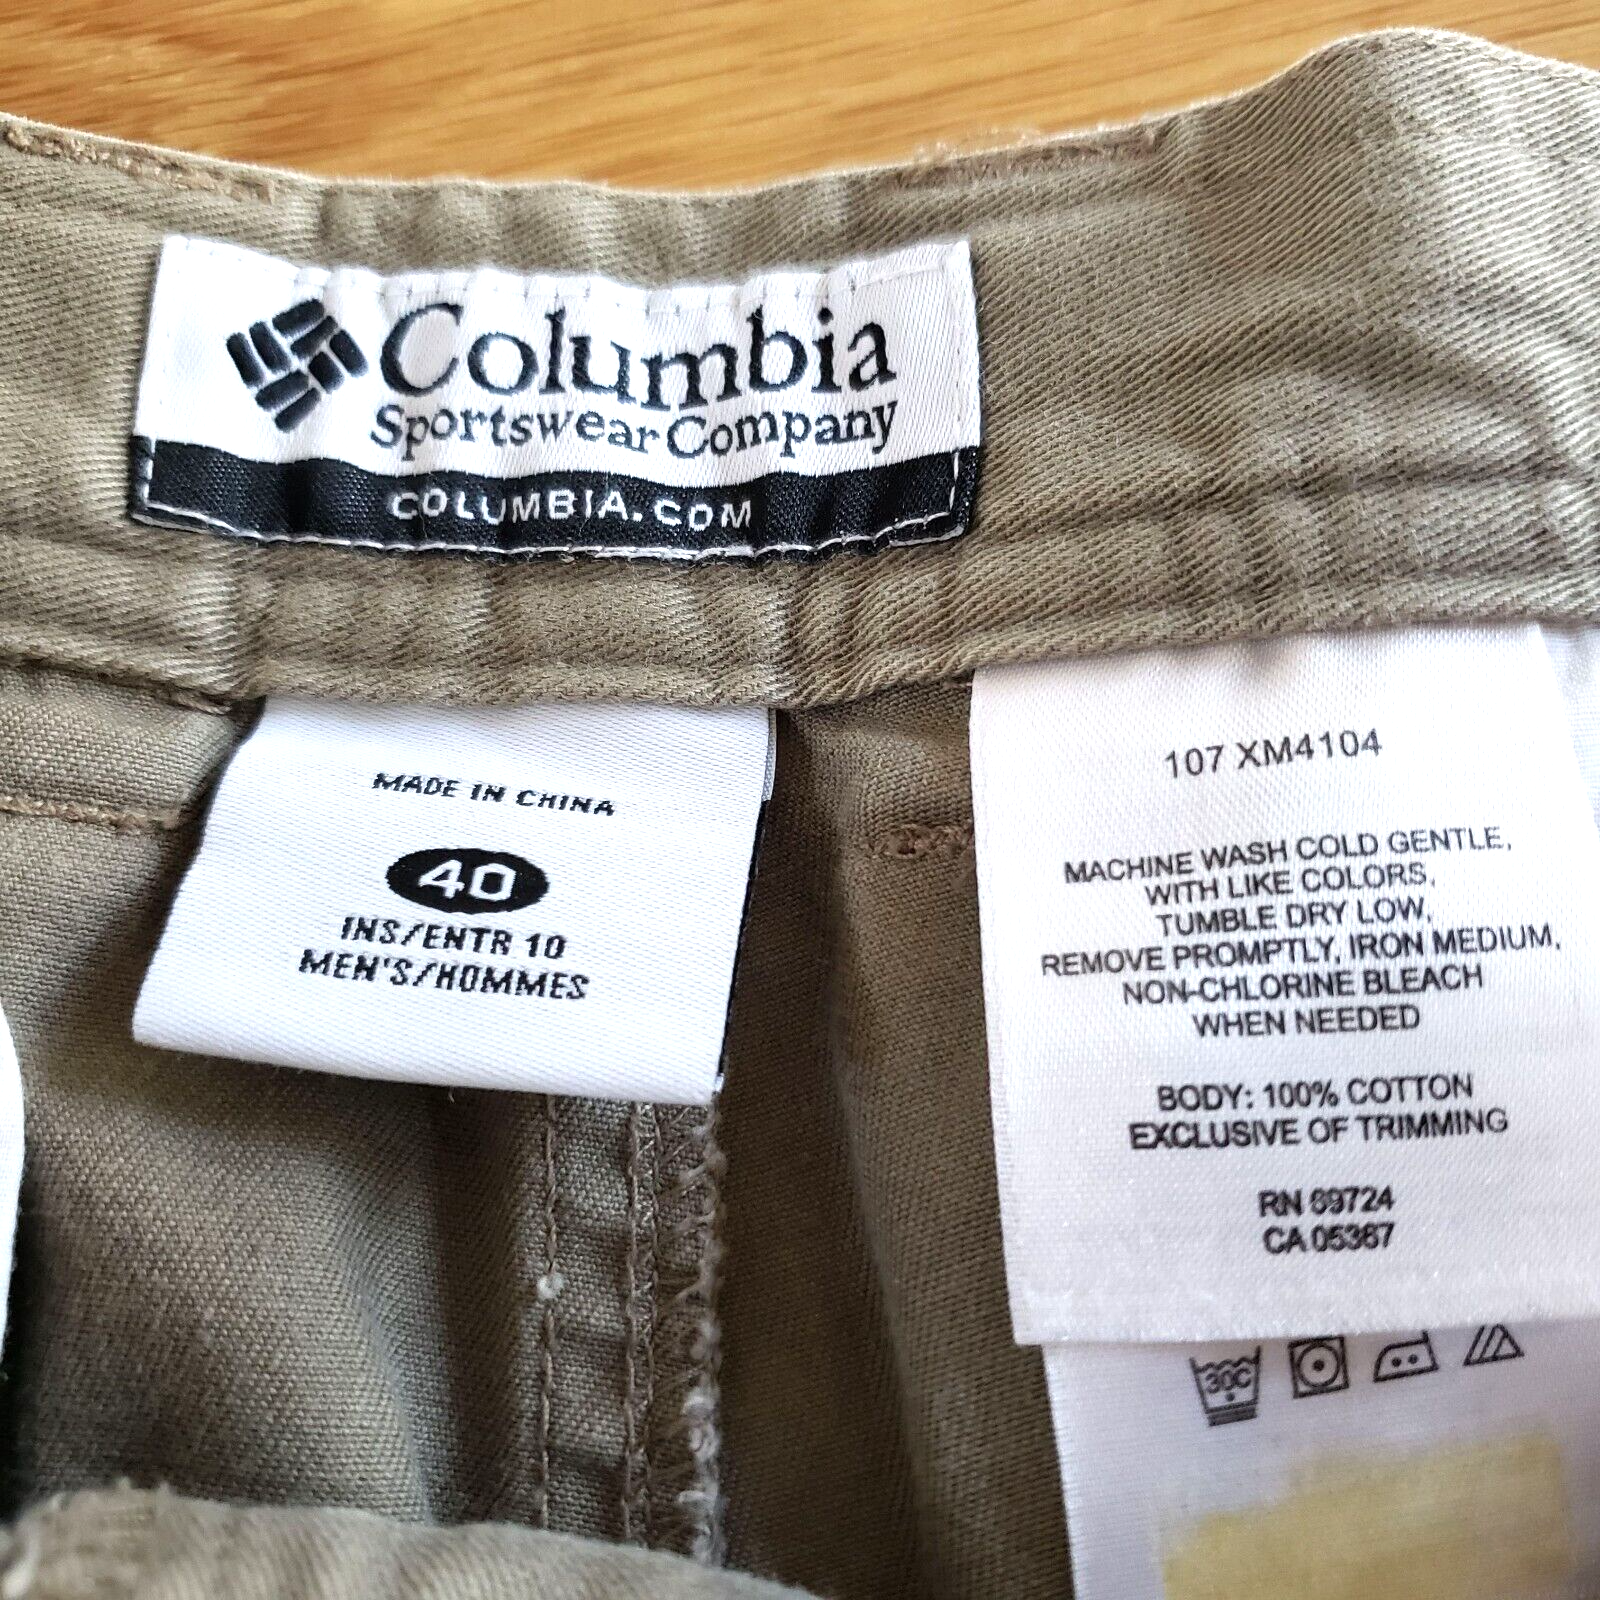 Columbia
Sportswear Company
COLUMBIA.COM
MADE IN CHINA
40
INS/ENTR 10
MEN'S/HOMMES
107 XM4104
MACHINE WASH COLD GENTLE,
WITH LIKE COLORS,
TUMBLE DRY LOW,
REMOVE PROMPTLY, IRON MEDIUM,
NON-CHLORINE BLEACH
WHEN NEEDED
BODY: 100% COTTON
EXCLUSIVE OF TRIMMING
RN 69724
CA 05367
30C